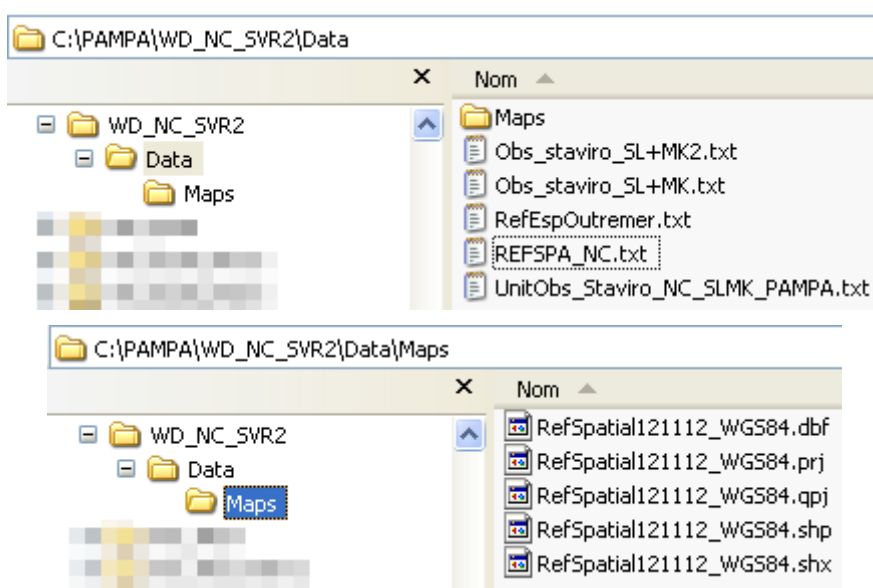 C:\PAMPA\WD_NC_SVR2\Data
Nom
WD_NC_SVR2
Data
Maps
Maps
Obs_staviro_SL+MK2.txt
Obs_staviro_SL+MK.txt
RefEspOutremer.txt
REFSPA_NC.txt
UnitObs_Staviro_NC_SLMK_PAMPA.txt
C:\PAMPA\WD_NC_SVR2\Data\Maps
Nom
WD_NC_SVR2
Data
Maps
RefSpatial121112_WGS84.dbf
RefSpatial121112_WGS84.prj
RefSpatial121112_WGS84.qpj
RefSpatial121112_WGS84.shp
RefSpatial121112_WGS84.shx